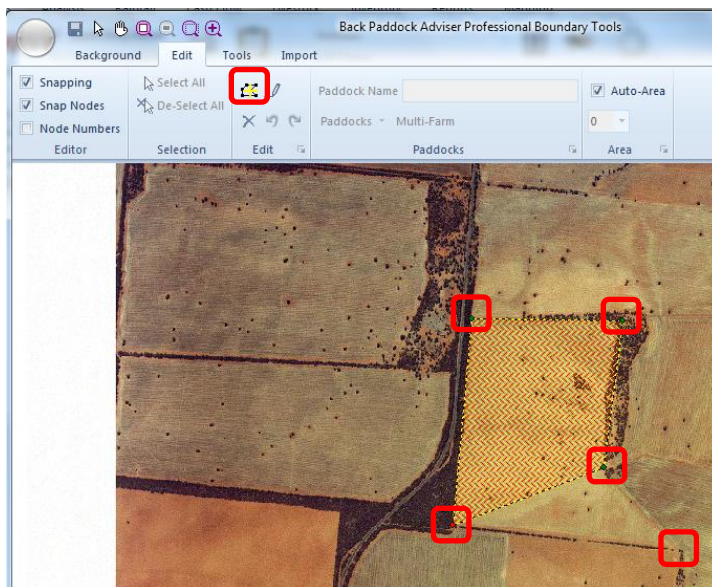 Back Paddock Adviser Professional Boundary Tools
Background Edit Tools Import
Snapping
Snap Nodes
Node Numbers
Editor
Select All
De-Select All
Selection
Edit
Paddock Name
Paddocks Multi-Farm
Paddocks
Auto-Area
0
Area